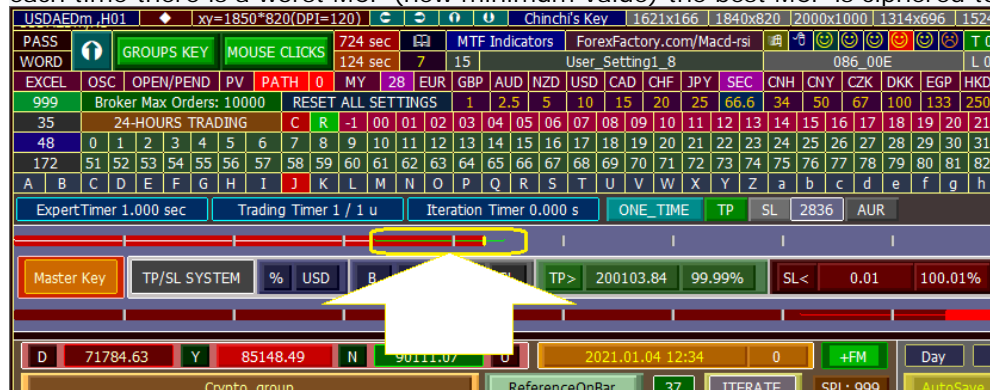 USDAEDm ,H01 xy=1850*820(DPI=120) Chinchi's Key 1621x166 1840x820 2000x1000 1314x696
PASS WORD GROUPS KEY MOUSE CLICKS 724 sec MTF Indicators ForexFactory.com/Macd-rsi
124 sec 7 15 User_Setting1_8 086_00E
EXCEL OSC OPEN/PEND PV PATH 0 MY 28 EUR GBP AUD NZD USD CAD CHF JPY SEC CNH CNY CZK DKK EGP HKD
999 Broker Max Orders: 10000 RESET ALL SETTINGS 1 2.5 5 10 15 20 25 66.6 34 50 67 100 133 250
35 24-HOURS TRADING C R -1 00 01 02 03 04 05 06 07 08 09 10 11 12 13 14 15 16 17 18 19 20 21
48 0 1 2 3 4 5 6 7 8 9 10 11 12 13 14 15 16 17 18 19 20 21 22 23 24 25 26 27 28 29 30 31
172 51 52 53 54 55 56 57 58 59 60 61 62 63 64 65 66 67 68 69 70 71 72 73 74 75 76 77 78 79 80 81 82
A B C D E F G H I J K L M N O P Q R S T U V W X Y Z a b c d e f g h
ExpertTimer 1.000 sec Trading Timer 1 / 1 u Iteration Timer 0.000 s ONE_TIME TP SL 2836 AUR
Master Key TP/SL SYSTEM % USD B TP> 200103.84 99.99% SL< 0.01 100.01%
D 71784.63 Y 85148.49 N 90111.07 2021.01.04 12:34 0 +FM Day
Crypto group ReferenceOnBar 37 ITERATE SPL: 999 AutoSave